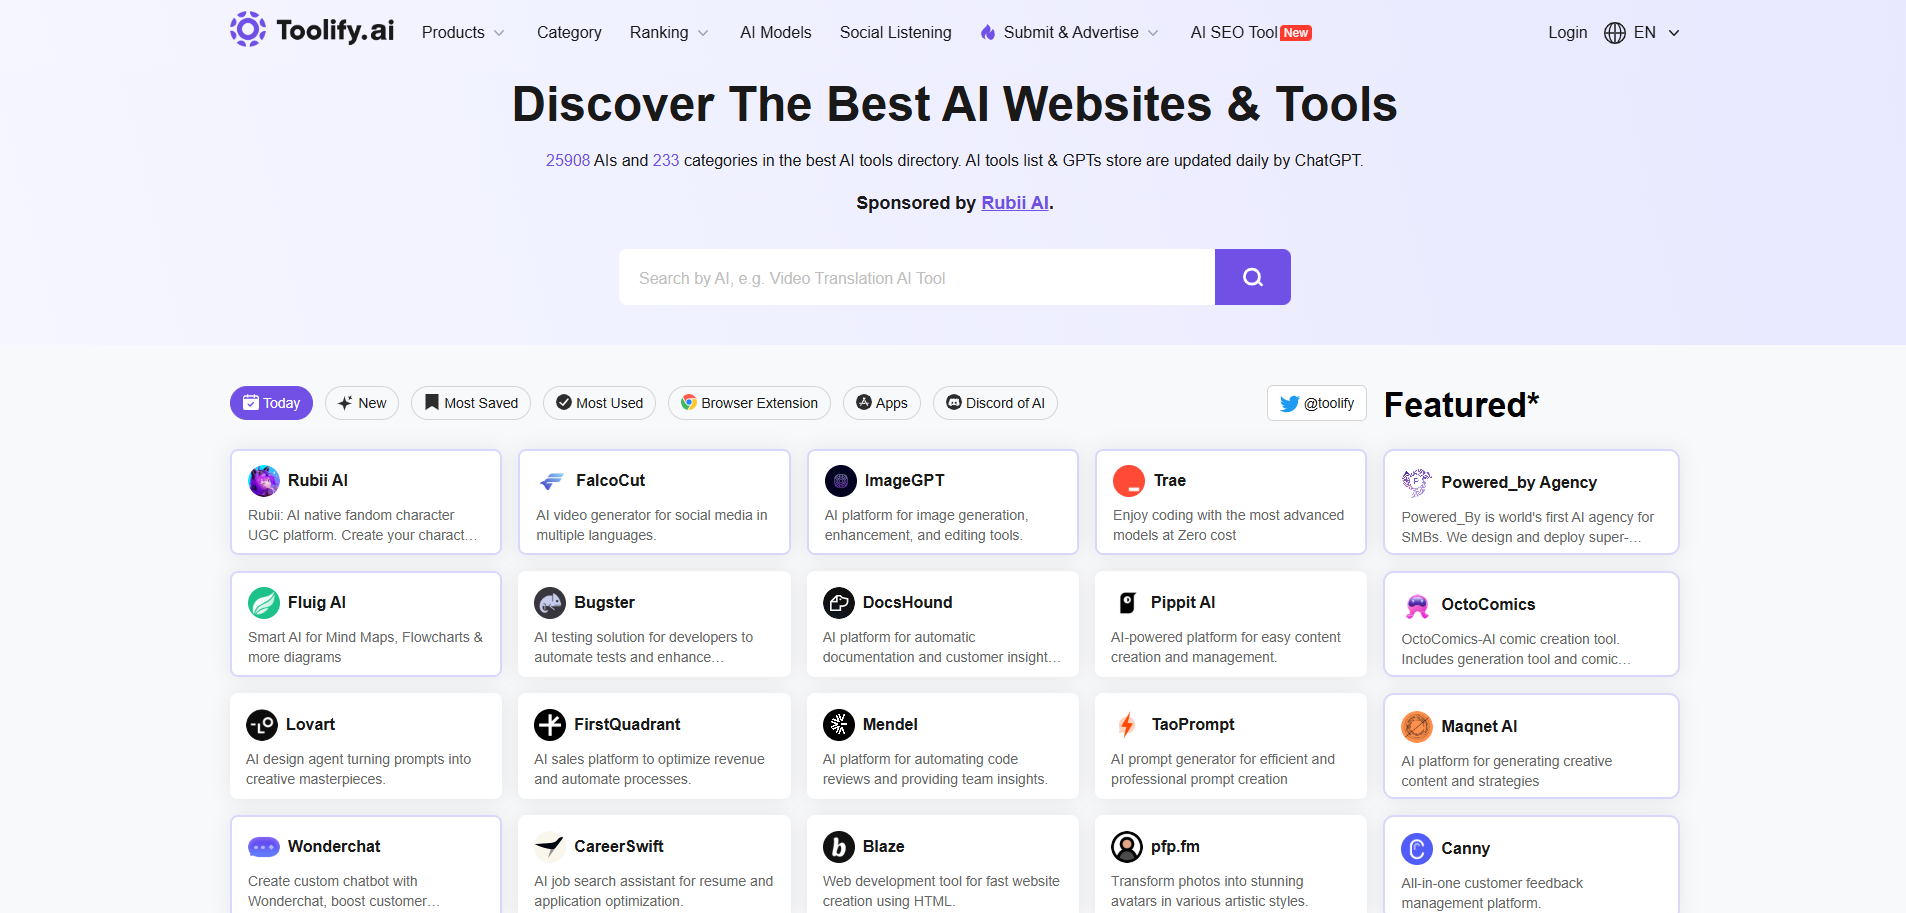 Toolify.ai
Products
Category
Ranking
AI Models
Social Listening
Submit & Advertise
AI SEO Tool New
Login
EN
Discover The Best AI Websites & Tools
25908 AIs and 233 categories in the best AI tools directory. AI tools list & GPTs store are updated daily by ChatGPT.
Sponsored by Rubii AI.
Search by AI, e.g. Video Translation AI Tool
Today
New
Most Saved
Most Used
Browser Extension
Apps
Discord of AI
@toolify
Featured*
Rubii AI
Rubii: AI native fandom character
UGC platform. Create your charact…
FalcoCut
AI video generator for social media in
multiple languages.
ImageGPT
AI platform for image generation,
enhancement, and editing tools.
Trae
Enjoy coding with the most advanced
models at Zero cost
Powered_by Agency
Powered_By is world's first AI agency for
SMBs. We design and deploy super-…
Fluig AI
Smart AI for Mind Maps, Flowcharts &
more diagrams
Bugster
AI testing solution for developers to
automate tests and enhance…
DocsHound
AI platform for automatic
documentation and customer insight…
Pippit AI
AI-powered platform for easy content
creation and management.
OctoComics
OctoComics-AI comic creation tool.
Includes generation tool and comic…
Lovart
AI design agent turning prompts into
creative masterpieces.
FirstQuadrant
AI sales platform to optimize revenue
and automate processes.
Mendel
AI platform for automating code
reviews and providing team insights.
TaoPrompt
AI prompt generator for efficient and
professional prompt creation
Maqnet AI
AI platform for generating creative
content and strategies
Wonderchat
Create custom chatbot with
Wonderchat, boost customer…
CareerSwift
AI job search assistant for resume and
application optimization.
Blaze
Web development tool for fast website
creation using HTML.
pfp.fm
Transform photos into stunning
avatars in various artistic styles.
Canny
All-in-one customer feedback
management platform.